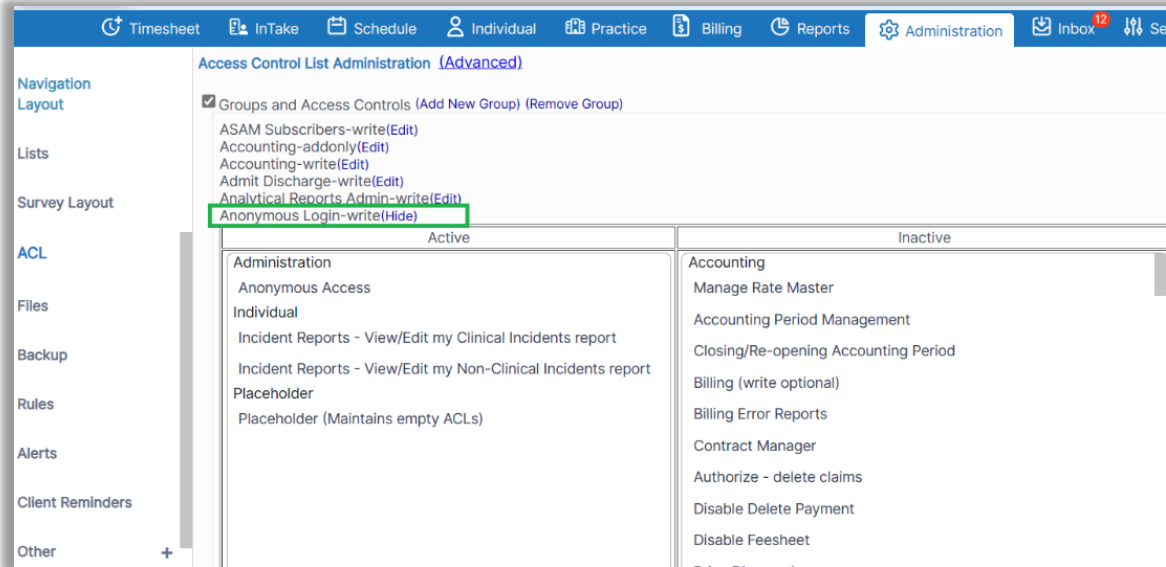 Timesheet InTake Schedule Individual Practice Billing Reports Administration Inbox 12 Se
Navigation
Layout
Lists
Survey Layout
ACL
Files
Backup
Rules
Alerts
Client Reminders
Other +
Access Control List Administration (Advanced)
Groups and Access Controls (Add New Group) (Remove Group)
ASAM Subscribers-write(Edit)
Accounting-addonly(Edit)
Accounting-write(Edit)
Admit Discharge-write(Edit)
Analytical Reports Admin-write(Edit)
Anonymous Login-write(Hide)
Active
Administration
Anonymous Access
Individual
Incident Reports - View/Edit my Clinical Incidents report
Incident Reports - View/Edit my Non-Clinical Incidents report
Placeholder
Placeholder (Maintains empty ACLs)
Inactive
Accounting
Manage Rate Master
Accounting Period Management
Closing/Re-opening Accounting Period
Billing (write optional)
Billing Error Reports
Contract Manager
Authorize - delete claims
Disable Delete Payment
Disable Feesheet